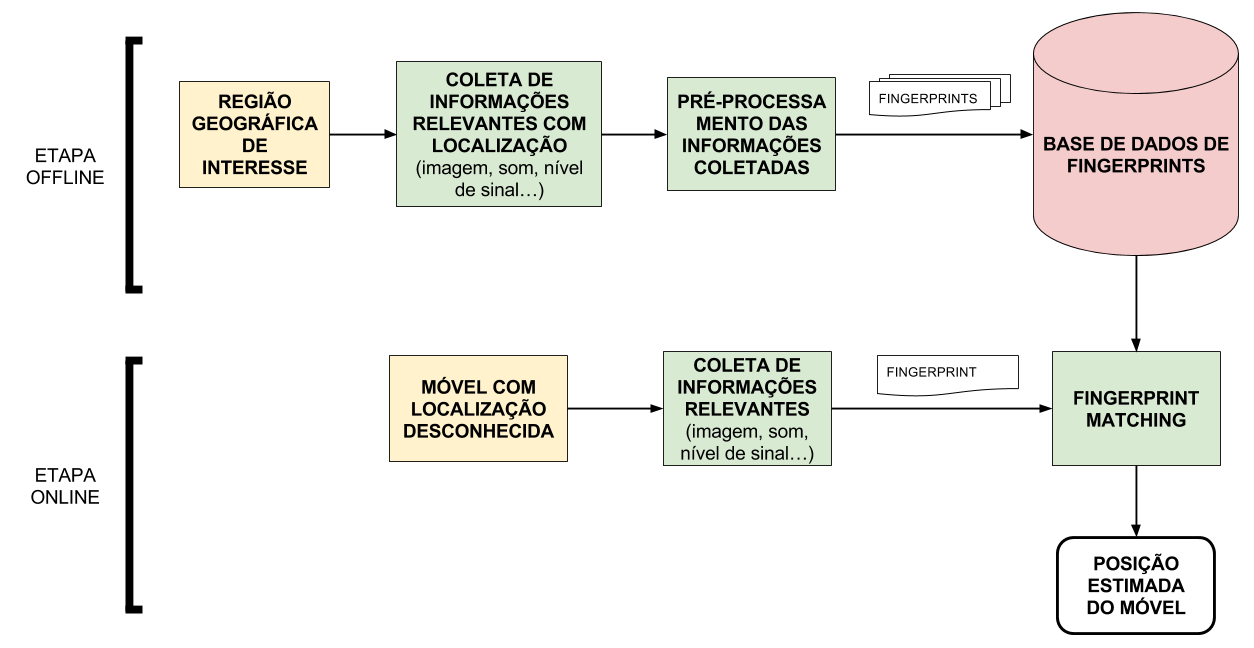 ETAPA
OFFLINE
REGIÃO
GEOGRÁFICA
DE
INTERESSE
COLETA DE
INFORMAÇÕES
RELEVANTES COM
LOCALIZAÇÃO
(imagem, som, nível
de sinal...)
PRÉ-PROCESSA
MENTO DAS
INFORMAÇÕES
COLETADAS
FINGERPRINTS
BASE DE DADOS DE
FINGERPRINTS
ETAPA
ONLINE
MÓVEL COM
LOCALIZAÇÃO
DESCONHECIDA
COLETA DE
INFORMAÇÕES
RELEVANTES
(imagem, som,
nível de sinal...)
FINGERPRINT
FINGERPRINT
MATCHING
POSIÇÃO
ESTIMADA
DO MÓVEL